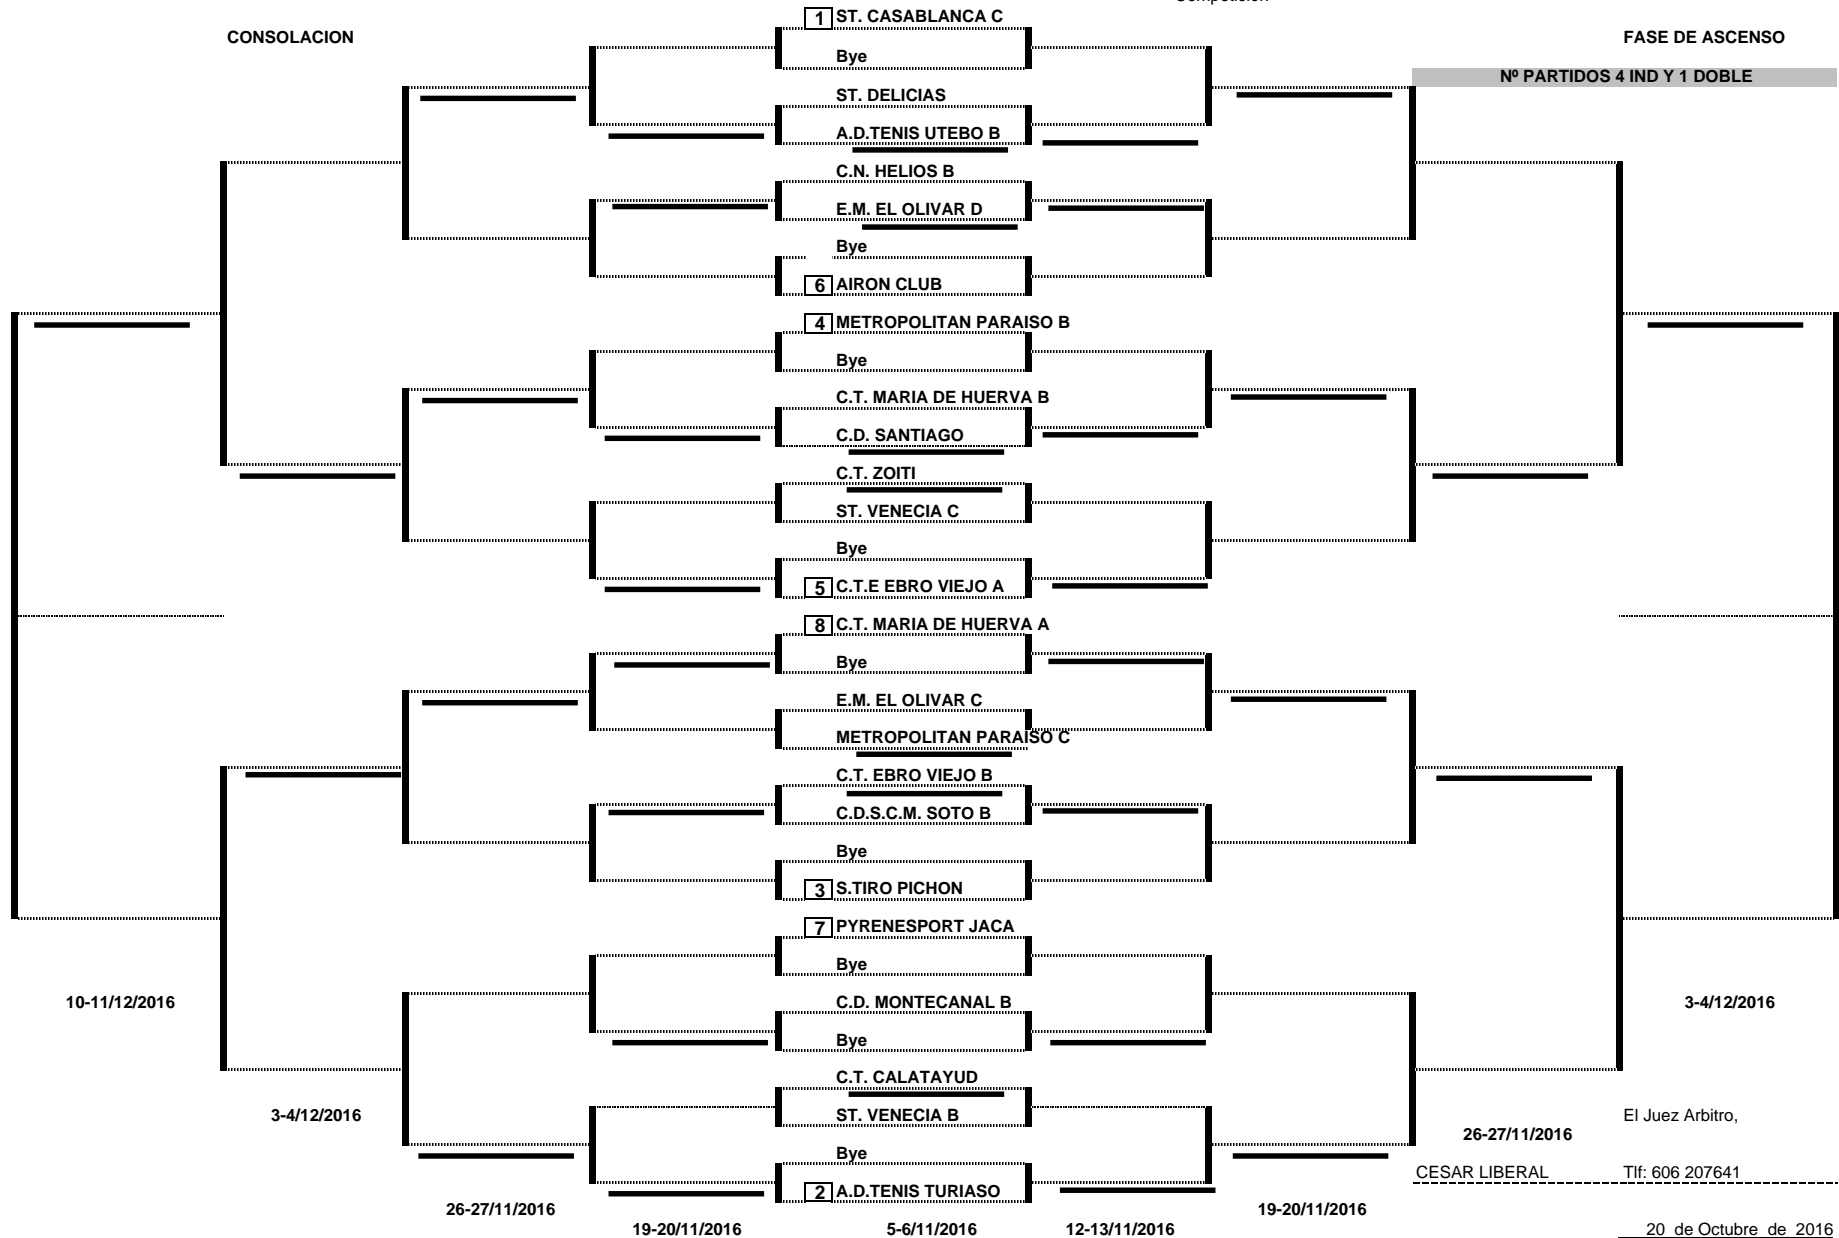 Competición
1 ST. CASABLANCA C
CONSOLACION
FASE DE ASCENSO
Bye
Nº PARTIDOS 4 IND Y 1 DOBLE
ST. DELICIAS
A.D.TENIS UTEBO B
C.N. HELIOS B
E.M. EL OLIVAR D
Bye
6 AIRON CLUB
4 METROPOLITAN PARAISO B
Bye
C.T. MARIA DE HUERVA B
C.D. SANTIAGO
C.T. ZOITI
ST. VENECIA C
Bye
5 C.T.E EBRO VIEJO A
8 C.T. MARIA DE HUERVA A
Bye
E.M. EL OLIVAR C
METROPOLITAN PARAISO C
C.T. EBRO VIEJO B
C.D.S.C.M. SOTO B
Bye
3 S.TIRO PICHON
7 PYRENESPORT JACA
Bye
10-11/12/2016
C.D. MONTECANAL B
3-4/12/2016
Bye
C.T. CALATAYUD
3-4/12/2016
ST. VENECIA B
El Juez Arbitro,
26-27/11/2016
Bye
CESAR LIBERAL
Tlf: 606 207641
2 A.D.TENIS TURIASO
26-27/11/2016
19-20/11/2016
19-20/11/2016
5-6/11/2016
12-13/11/2016
20 de Octubre de 2016